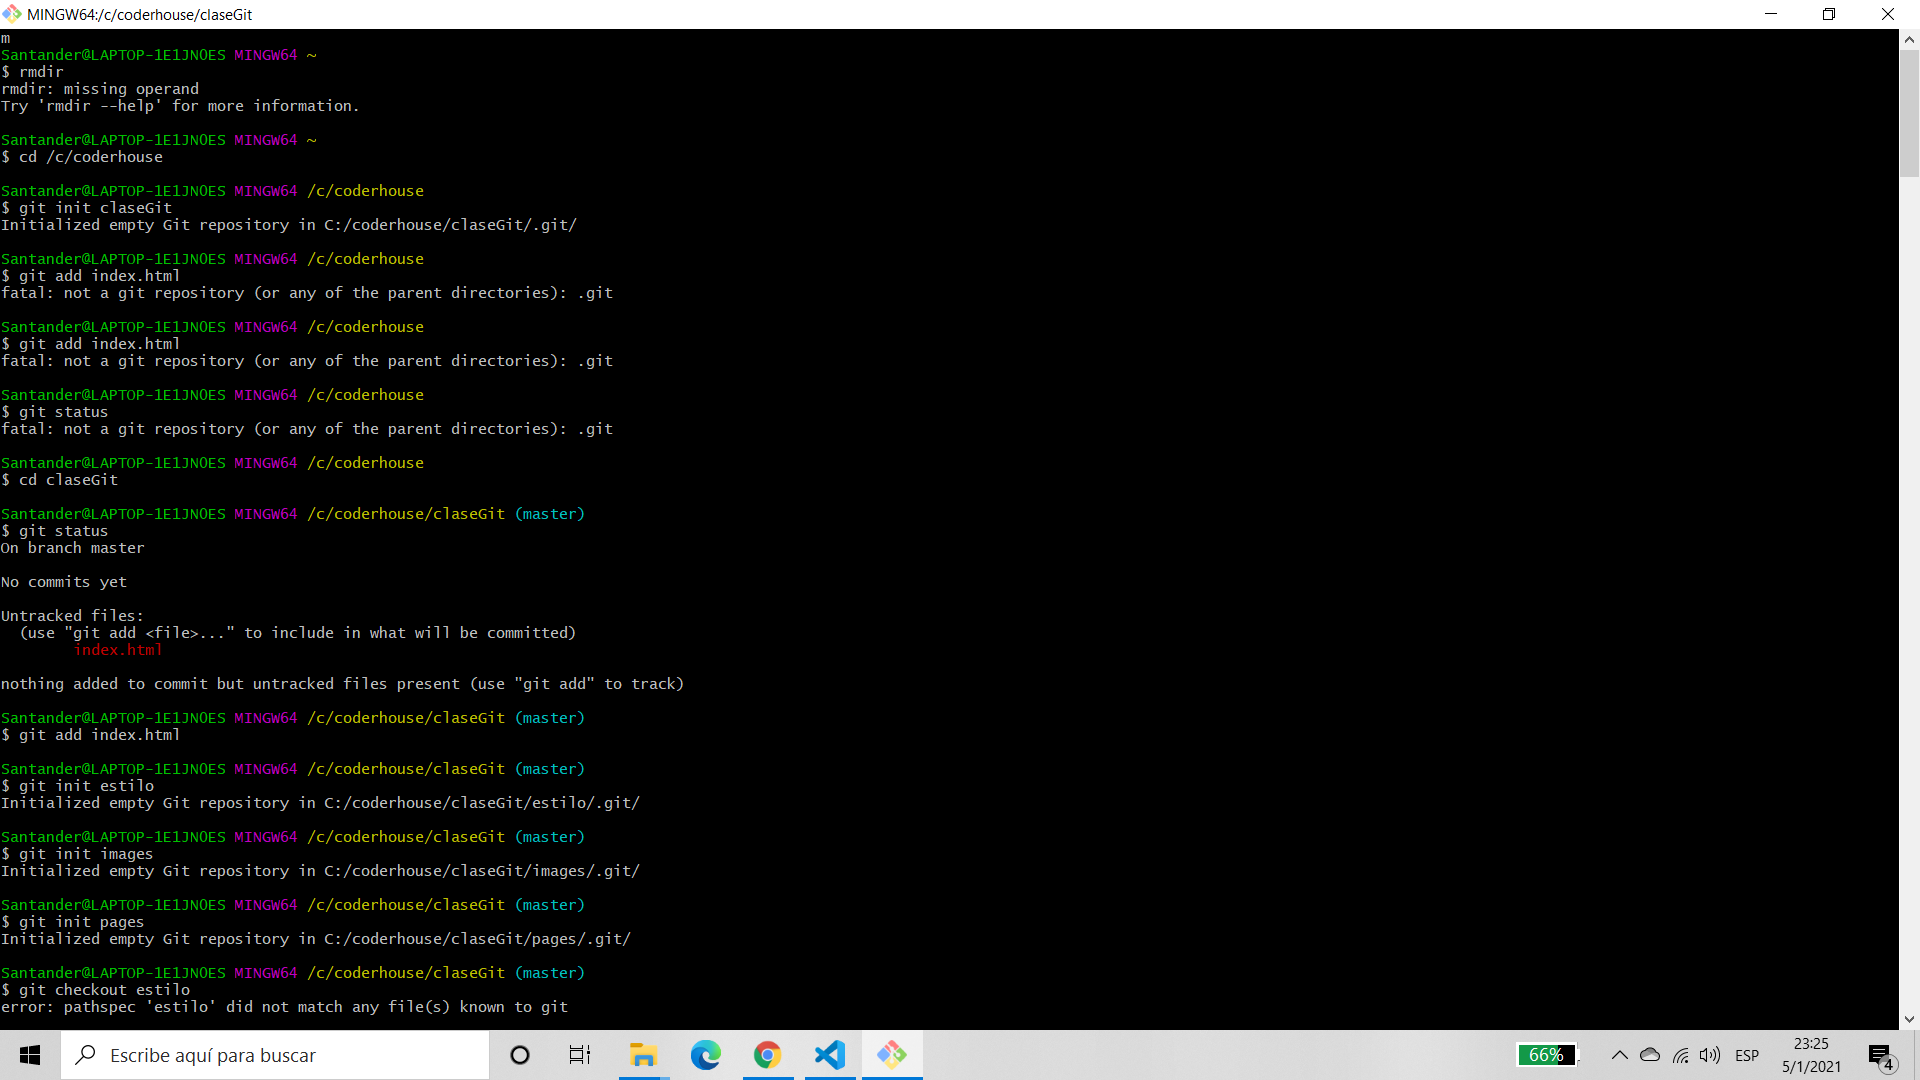 MINGW64:/c/coderhouse/claseGit
m
Santander@LAPTOP-1E1JNOES MINGW64 ~
$ rmdir
rmdir: missing operand
Try 'rmdir --help' for more information.
Santander@LAPTOP-1E1JNOES MINGW64 ~
$ cd /c/coderhouse
Santander@LAPTOP-1E1JNOES MINGW64 /c/coderhouse
$ git init claseGit
Initialized empty Git repository in C:/coderhouse/claseGit/.git/
Santander@LAPTOP-1E1JNOES MINGW64 /c/coderhouse
$ git add index.html
fatal: not a git repository (or any of the parent directories): .git
Santander@LAPTOP-1E1JNOES MINGW64 /c/coderhouse
$ git add index.html
fatal: not a git repository (or any of the parent directories): .git
Santander@LAPTOP-1E1JNOES MINGW64 /c/coderhouse
$ git status
fatal: not a git repository (or any of the parent directories): .git
Santander@LAPTOP-1E1JNOES MINGW64 /c/coderhouse
$ cd claseGit
Santander@LAPTOP-1E1JNOES MINGW64 /c/coderhouse/claseGit (master)
$ git status
On branch master
No commits yet
Untracked files:
(use "git add <file>..." to include in what will be committed)
index.html
nothing added to commit but untracked files present (use "git add" to track)
Santander@LAPTOP-1E1JNOES MINGW64 /c/coderhouse/claseGit (master)
$ git add index.html
Santander@LAPTOP-1E1JNOES MINGW64 /c/coderhouse/claseGit (master)
$ git init estilo
Initialized empty Git repository in C:/coderhouse/claseGit/estilo/.git/
Santander@LAPTOP-1E1JNOES MINGW64 /c/coderhouse/claseGit (master)
$ git init images
Initialized empty Git repository in C:/coderhouse/claseGit/images/.git/
Santander@LAPTOP-1E1JNOES MINGW64 /c/coderhouse/claseGit (master)
$ git init pages
Initialized empty Git repository in C:/coderhouse/claseGit/pages/.git/
Santander@LAPTOP-1E1JNOES MINGW64 /c/coderhouse/claseGit (master)
$ git checkout estilo
error: pathspec 'estilo' did not match any file(s) known to git
Escribe aquí para buscar
66%
ESP
23:25
5/1/2021
4